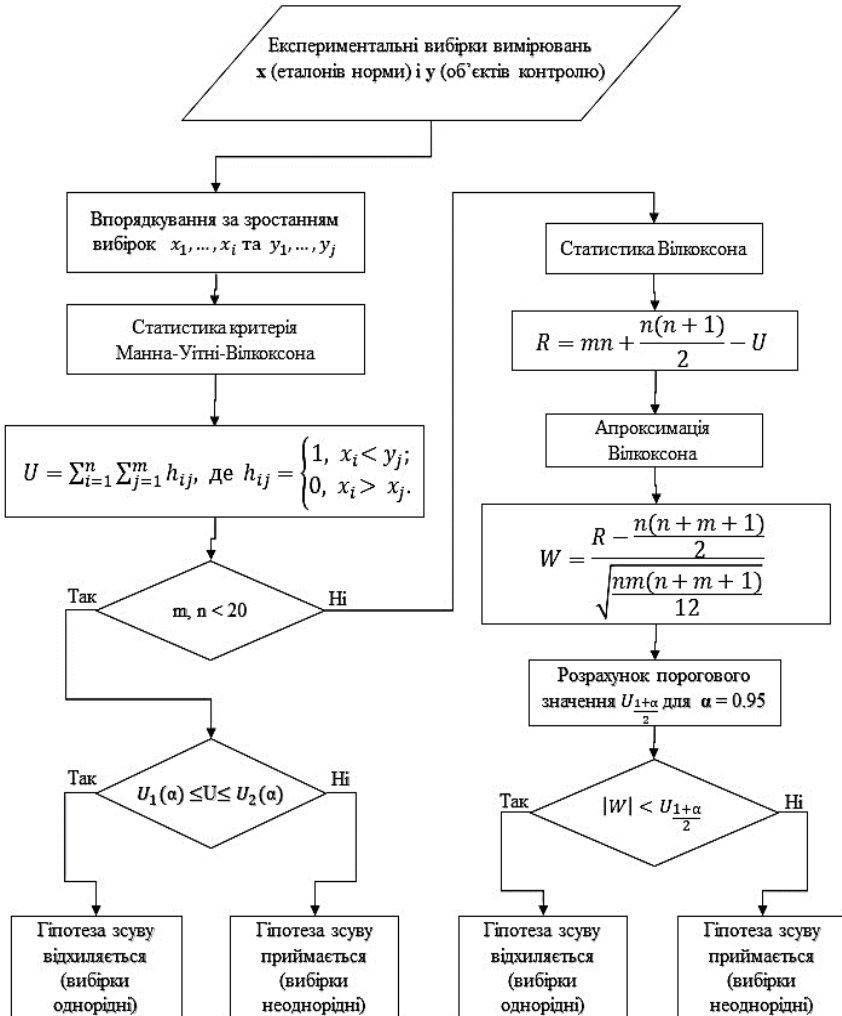 Експериментальні вибірки вимірювань
x (еталонів норми) і y (об’єктів контролю)
Впорядкування за зростанням
вибірок x₁, ..., xᵢ та y₁, ..., yⱼ
Статистика критерія
Манна-Уітні-Вілкоксона
U = ∑ᵢ₌₁ⁿ ∑ⱼ₌₁ᵐ hᵢⱼ, де hᵢⱼ = {1, xᵢ < yⱼ;
0, xᵢ > xⱼ.
Так
m, n < 20
Ні
Так
U₁(α) ≤U≤ U₂(α)
Ні
Гіпотеза зсуву
відхиляється
(вибірки
однорідні)
Гіпотеза зсуву
приймається
(вибірки
неоднорідні)
Статистика Вілкоксона
R = mn + n(n + 1)/2 − U
Апроксимація
Вілкоксона
W = (R − n(n + m + 1)/2) / √(nm(n + m + 1)/12)
Розрахунок порогового
значення U_(1+α)/2 для α = 0.95
Так
|W| < U_(1+α)/2
Ні
Гіпотеза зсуву
відхиляється
(вибірки
однорідні)
Гіпотеза зсуву
приймається
(вибірки
неоднорідні)